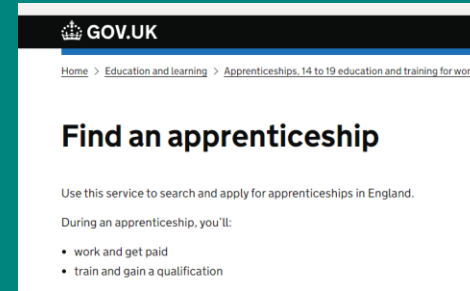 GOV.UK
Home > Education and learning > Apprenticeships, 14 to 19 education and training for
Find an apprenticeship
Use this service to search and apply for apprenticeships in England.
During an apprenticeship, you'll:
• work and get paid
• train and gain a qualification